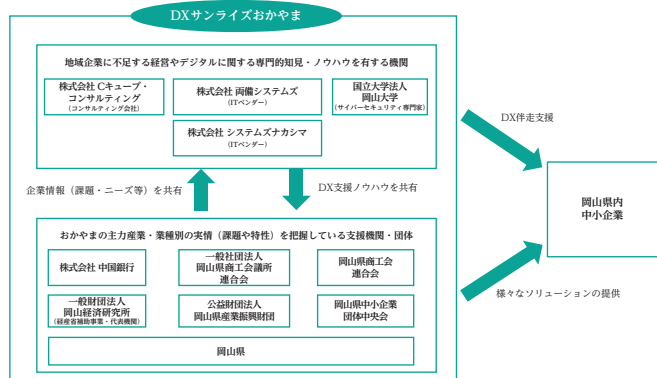 DXサンライズおかやま
地域企業に不足する経営やデジタルに関する専門的知見・ノウハウを有する機関
株式会社 Cキューブ・
コンサルティング
(コンサルティング会社)
株式会社 両備システムズ
(ITベンダー)
国立大学法人
岡山大学
(サイバーセキュリティ専門家)
株式会社 システムズナカシマ
(ITベンダー)
DX伴走支援
企業情報（課題・ニーズ等）を共有
DX支援ノウハウを共有
岡山県内
中小企業
おかやまの主力産業・業種別の実情（課題や特性）を把握している支援機関・団体
株式会社 中国銀行
一般社団法人
岡山県商工会議所
連合会
岡山県商工会
連合会
一般財団法人
岡山経済研究所
(経産省補助事業・代表機関)
公益財団法人
岡山県産業振興財団
岡山県中小企業
団体中央会
様々なソリューションの提供
岡山県